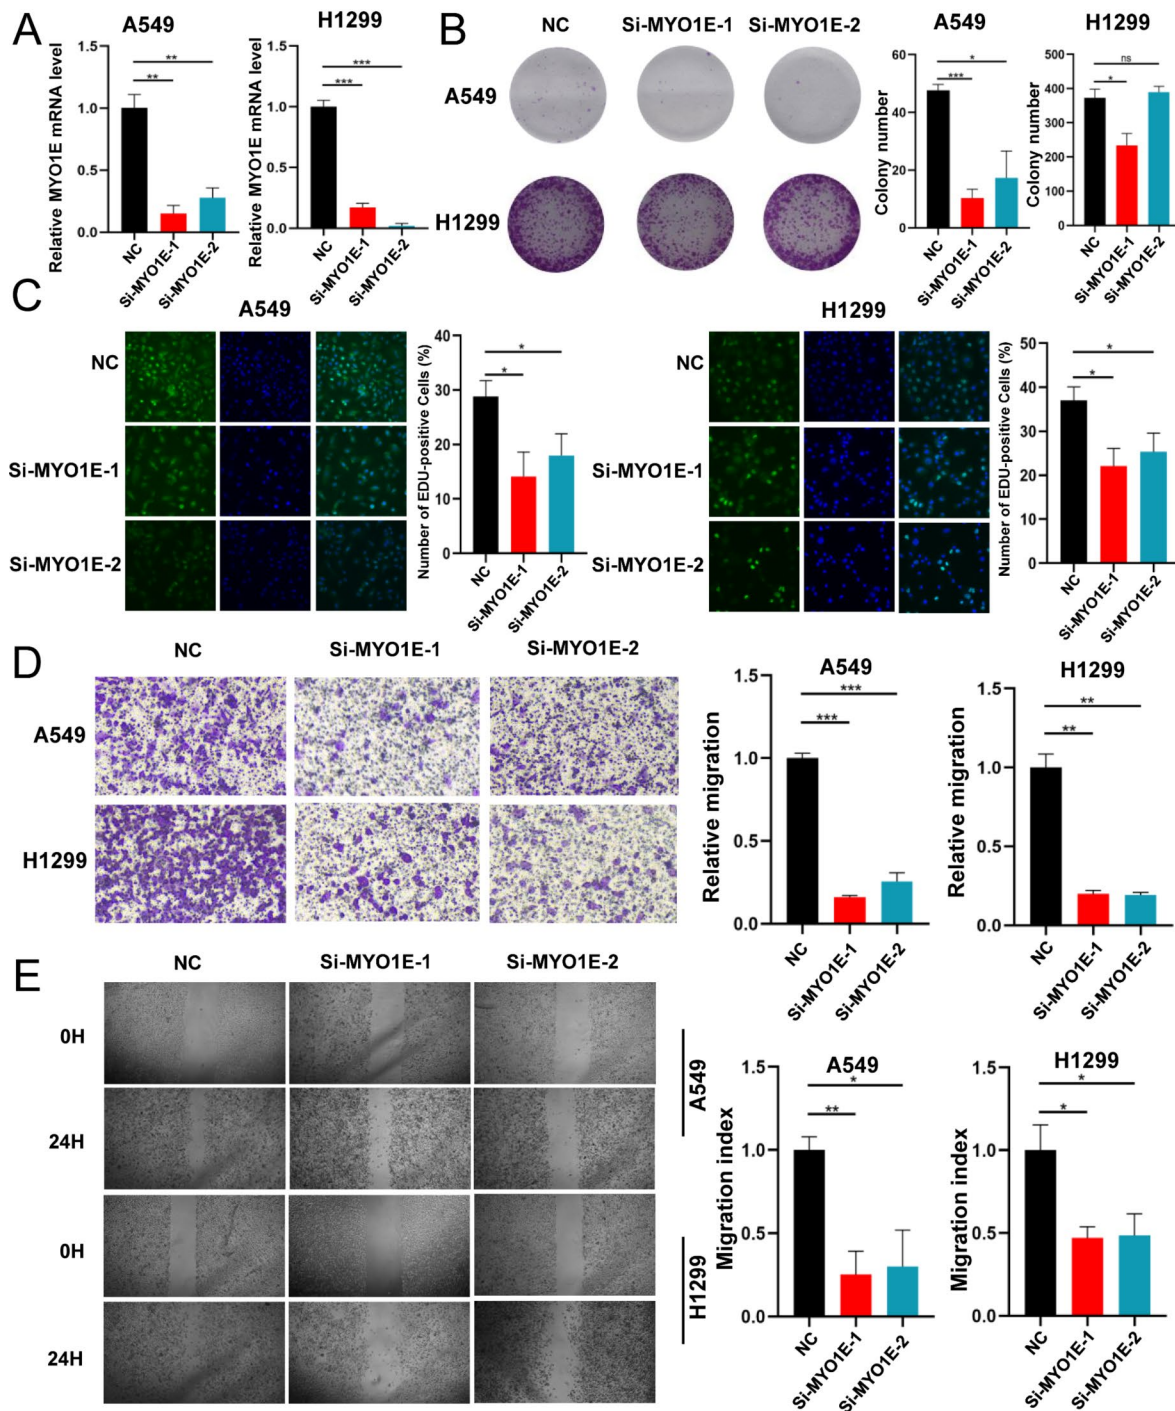 A
A549
Relative MYO1E mRNA level
1.5
1.0
0.5
0.0
**
**
NC
Si-MYO1E-1
Si-MYO1E-2
H1299
Relative MYO1E mRNA level
1.5
1.0
0.5
0.0
***
***
NC
Si-MYO1E-1
Si-MYO1E-2
B
NC Si-MYO1E-1 Si-MYO1E-2
A549
H1299
A549
Colony number
60
40
20
0
*
***
NC
Si-MYO1E-1
Si-MYO1E-2
H1299
Colony number
500
400
300
200
100
0
ns
*
NC
Si-MYO1E-1
Si-MYO1E-2
C
A549
NC
Si-MYO1E-1
Si-MYO1E-2
Number of EDU-positive Cells (%)
40
30
20
10
0
*
*
NC
Si-MYO1E-1
Si-MYO1E-2
H1299
NC
Si-MYO1E-1
Si-MYO1E-2
Number of EDU-positive Cells (%)
50
40
30
20
10
0
*
*
NC
Si-MYO1E-1
Si-MYO1E-2
D
NC Si-MYO1E-1 Si-MYO1E-2
A549
H1299
A549
Relative migration
1.5
1.0
0.5
0.0
***
***
NC
Si-MYO1E-1
Si-MYO1E-2
H1299
Relative migration
1.5
1.0
0.5
0.0
**
**
NC
Si-MYO1E-1
Si-MYO1E-2
E
NC Si-MYO1E-1 Si-MYO1E-2
0H
24H
0H
24H
A549
H1299
A549
Migration index
1.5
1.0
0.5
0.0
*
**
NC
Si-MYO1E-1
Si-MYO1E-2
H1299
Migration index
1.5
1.0
0.5
0.0
*
*
NC
Si-MYO1E-1
Si-MYO1E-2